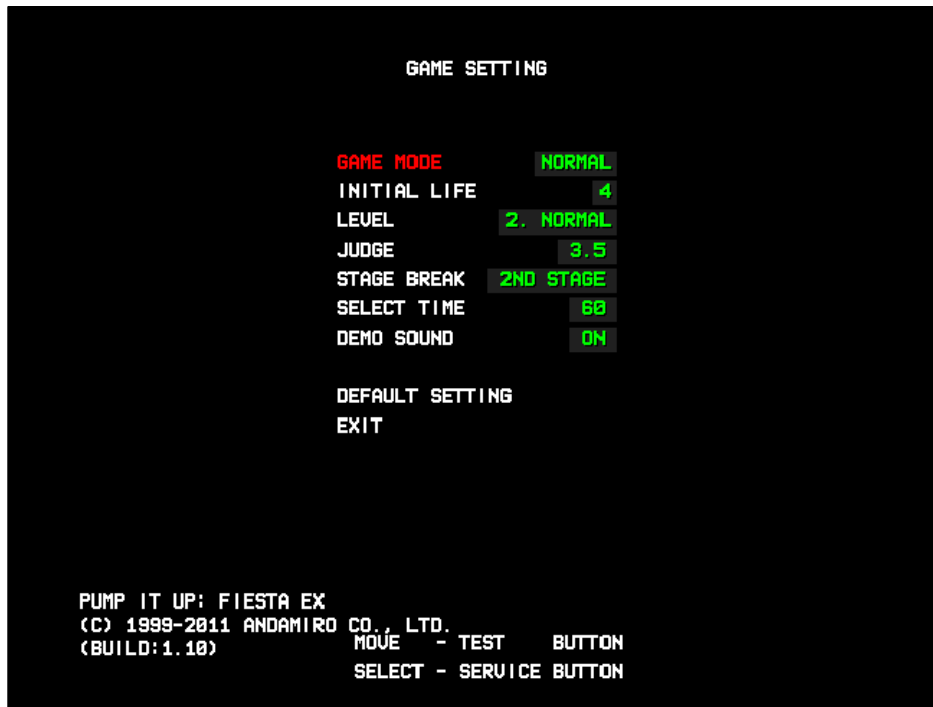 GAME SETTING
GAME MODE NORMAL
INITIAL LIFE 4
LEVEL 2. NORMAL
JUDGE 3.5
STAGE BREAK 2ND STAGE
SELECT TIME 60
DEMO SOUND ON
DEFAULT SETTING
EXIT
PUMP IT UP: FIESTA EX
(C) 1999-2011 ANDAMIRO CO., LTD.
(BUILD:1.10)
MOVE - TEST BUTTON
SELECT - SERVICE BUTTON